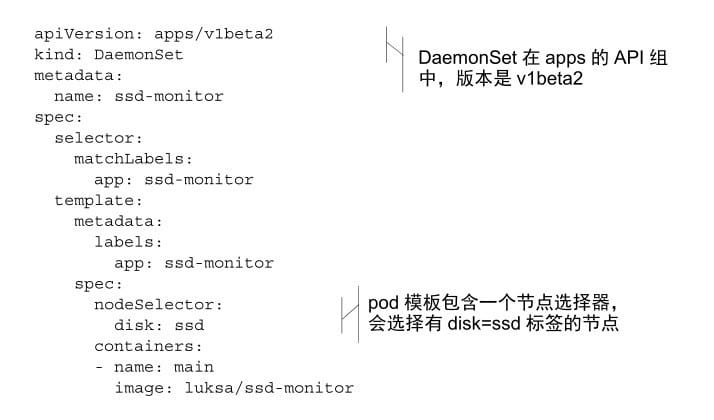 apiVersion: apps/v1beta2
kind: DaemonSet
metadata:
  name: ssd-monitor
spec:
  selector:
    matchLabels:
      app: ssd-monitor
  template:
    metadata:
      labels:
        app: ssd-monitor
    spec:
      nodeSelector:
        disk: ssd
      containers:
      - name: main
        image: luksa/ssd-monitor
DaemonSet 在 apps 的 API 组
中，版本是 v1beta2
pod 模板包含一个节点选择器，
会选择有 disk=ssd 标签的节点